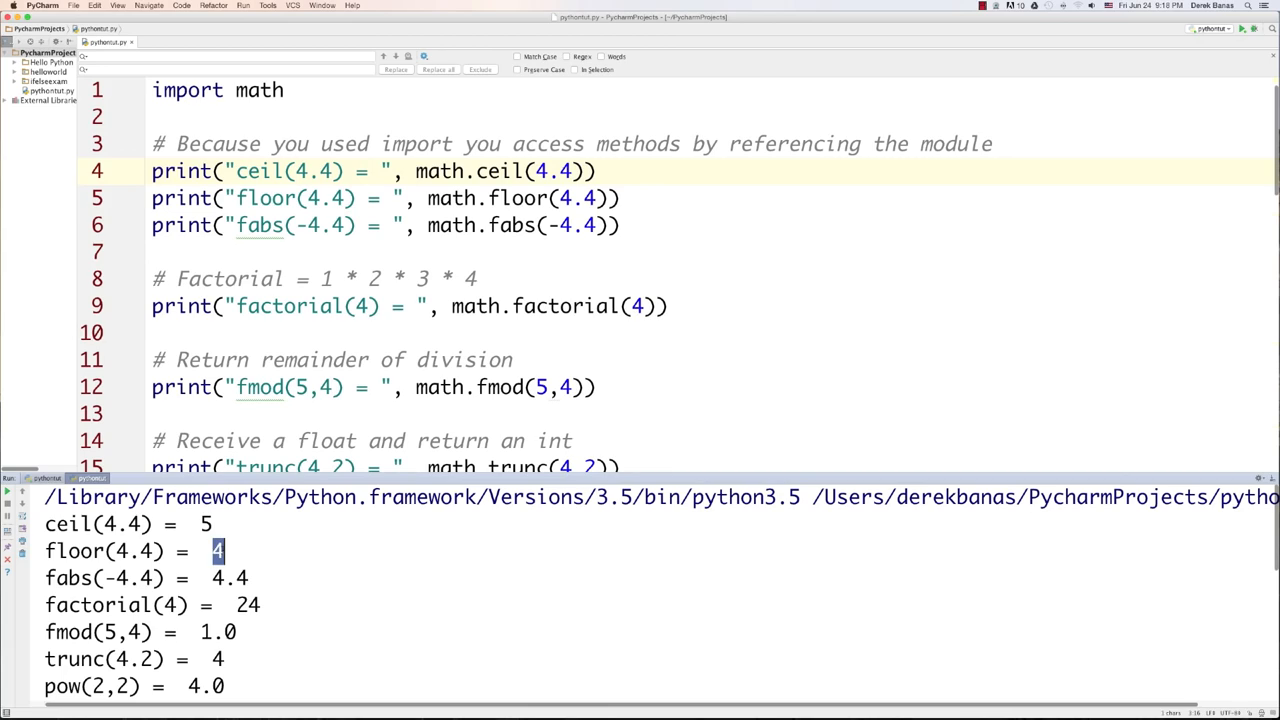 PyCharm File Edit View Navigate Code Refactor Run Tools VCS Window Help
10 Fri Jun 24 9:18 PM Derek Banas
pythontut.py - PycharmProjects - [~/PycharmProjects]
PycharmProjects pythontut.py
pythontut
pythontut.py
PycharmProject
Hello Python
helloworld
ifelseexam
pythontut.py
External Librarie
Match Case Regex Words
Replace Replace all Exclude Preserve Case In Selection
1 import math
2
3 # Because you used import you access methods by referencing the module
4 print("ceil(4.4) = ", math.ceil(4.4))
5 print("floor(4.4) = ", math.floor(4.4))
6 print("fabs(-4.4) = ", math.fabs(-4.4))
7
8 # Factorial = 1 * 2 * 3 * 4
9 print("factorial(4) = ", math.factorial(4))
10
11 # Return remainder of division
12 print("fmod(5,4) = ", math.fmod(5,4))
13
14 # Receive a float and return an int
15 print("trunc(4.2) = ", math.trunc(4.2))
Run: pythontut pythontut
/Library/Frameworks/Python.framework/Versions/3.5/bin/python3.5 /Users/derekbanas/PycharmProjects/pytho
ceil(4.4) = 5
floor(4.4) = 4
fabs(-4.4) = 4.4
factorial(4) = 24
fmod(5,4) = 1.0
trunc(4.2) = 4
pow(2,2) = 4.0
1 chars 3:16 LF≑ UTF-8≑